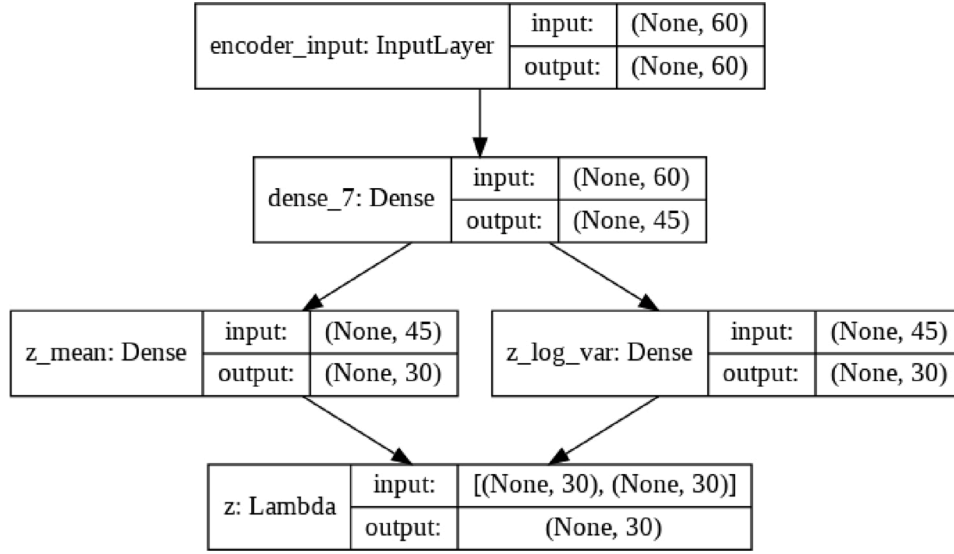 encoder_input: InputLayer
input:
(None, 60)
output:
(None, 60)
dense_7: Dense
input:
(None, 60)
output:
(None, 45)
z_mean: Dense
input:
(None, 45)
output:
(None, 30)
z_log_var: Dense
input:
(None, 45)
output:
(None, 30)
z: Lambda
input:
[(None, 30), (None, 30)]
output:
(None, 30)